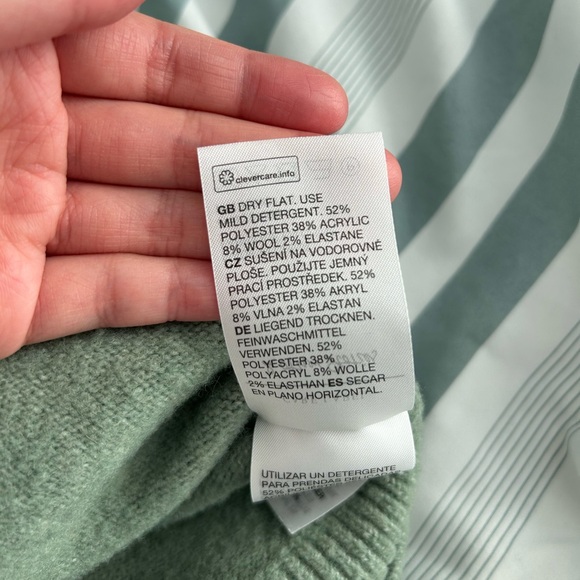 clevercare.info
GB DRY FLAT. USE
MILD DETERGENT. 52%
POLYESTER 38% ACRYLIC
8% WOOL 2% ELASTANE
CZ SUŠENÍ NA VODOROVNÉ
PLOŠE. POUŽIJTE JEMNÝ
PRACÍ PROSTŘEDEK. 52%
POLYESTER 38% AKRYL
8% VLNA 2% ELASTAN
DE LIEGEND TROCKNEN.
FEINWASCHMITTEL
VERWENDEN. 52%
POLYESTER 38%
POLYACRYL 8% WOLLE
2% ELASTHAN ES SECAR
EN PLANO HORIZONTAL.
UTILIZAR UN DETERGENTE
PARA PRENDAS DELICADAS
52%